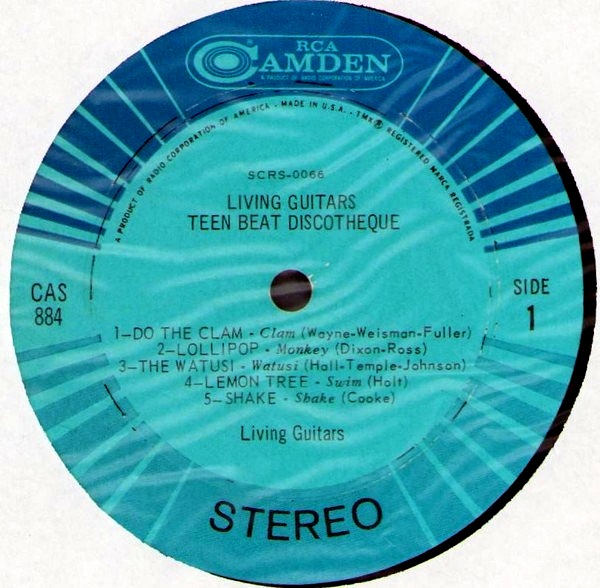 RCA
CAMDEN
A PRODUCT OF RADIO CORPORATION OF AMERICA
A PRODUCT OF RADIO CORPORATION OF AMERICA - MADE IN U.S.A. - TMK ® REGISTERED MARCA REGISTRADA
SCRS-0066
LIVING GUITARS
TEEN BEAT DISCOTHEQUE
CAS
884
SIDE
1
1—DO THE CLAM - Clam (Wayne-Weisman-Fuller)
2—LOLLIPOP - Monkey (Dixon-Ross)
3—THE WATUSI - Watusi (Hall-Temple-Johnson)
4—LEMON TREE - Swim (Holt)
5—SHAKE - Shake (Cooke)
Living Guitars
STEREO